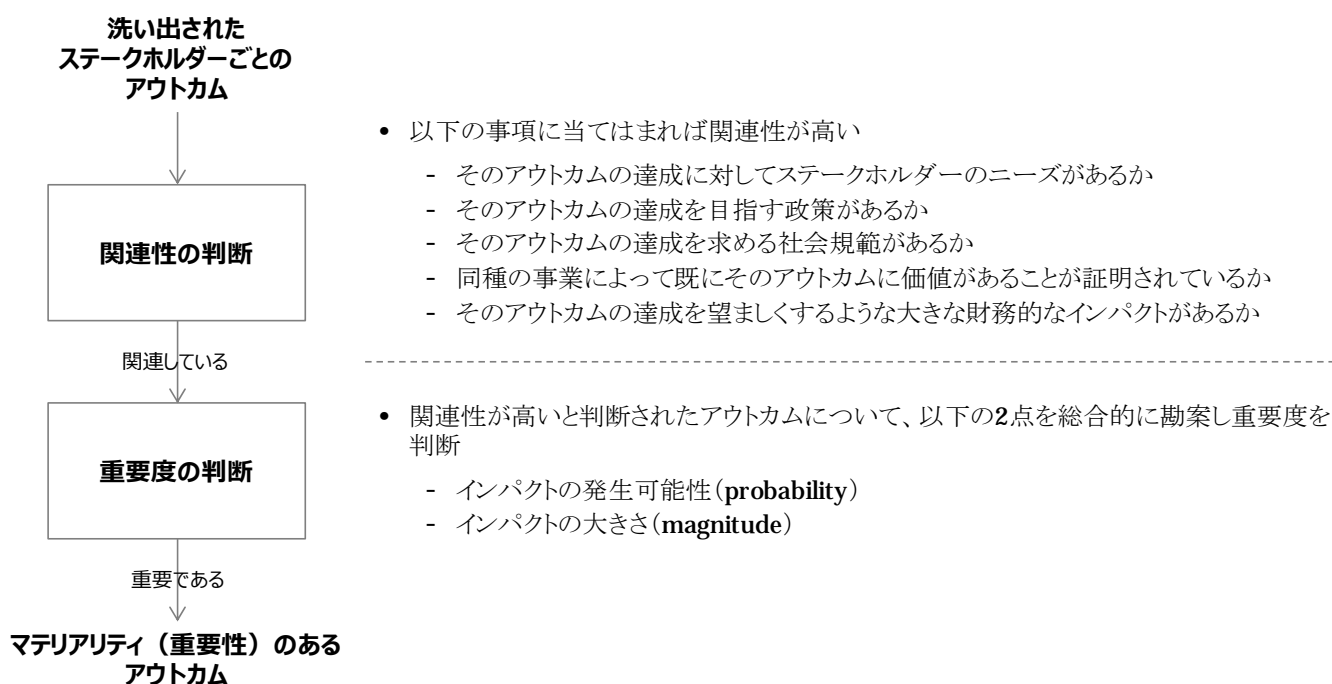 洗い出された
ステークホルダーごとの
アウトカム
• 以下の事項に当てはまれば関連性が高い
- そのアウトカムの達成に対してステークホルダーのニーズがあるか
- そのアウトカムの達成を目指す政策があるか
- そのアウトカムの達成を求める社会規範があるか
- 同種の事業によって既にそのアウトカムに価値があることが証明されているか
- そのアウトカムの達成を望ましくするような大きな財務的なインパクトがあるか
関連性の判断
関連している
• 関連性が高いと判断されたアウトカムについて、以下の2点を総合的に勘案し重要度を
判断
- インパクトの発生可能性(probability)
- インパクトの大きさ(magnitude)
重要度の判断
重要である
マテリアリティ（重要性）のある
アウトカム